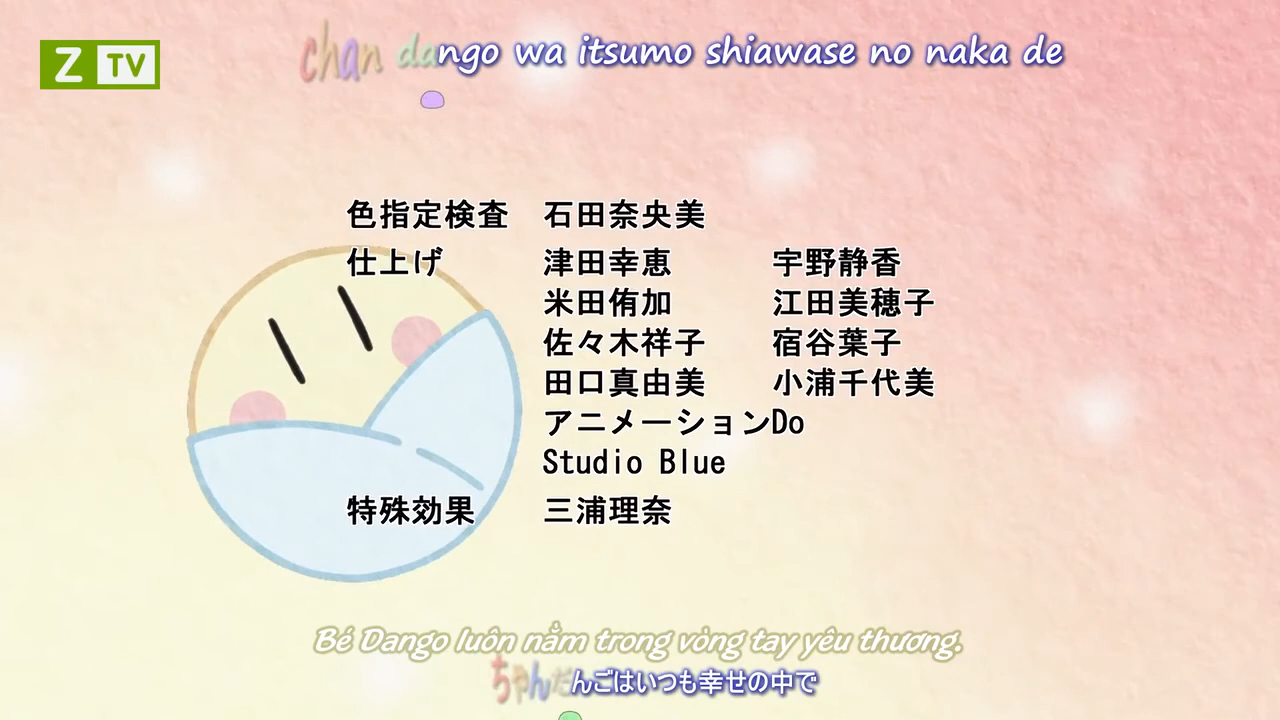 Z TV
chan dango wa itsumo shiawase no naka de
色指定検査 石田奈央美
仕上げ 津田幸恵 宇野静香
米田侑加 江田美穂子
佐々木祥子 宿谷葉子
田口真由美 小浦千代美
アニメーションDo
Studio Blue
特殊効果 三浦理奈
Bé Dango luôn nằm trong vòng tay yêu thương.
ちゃんだんごはいつも幸せの中で